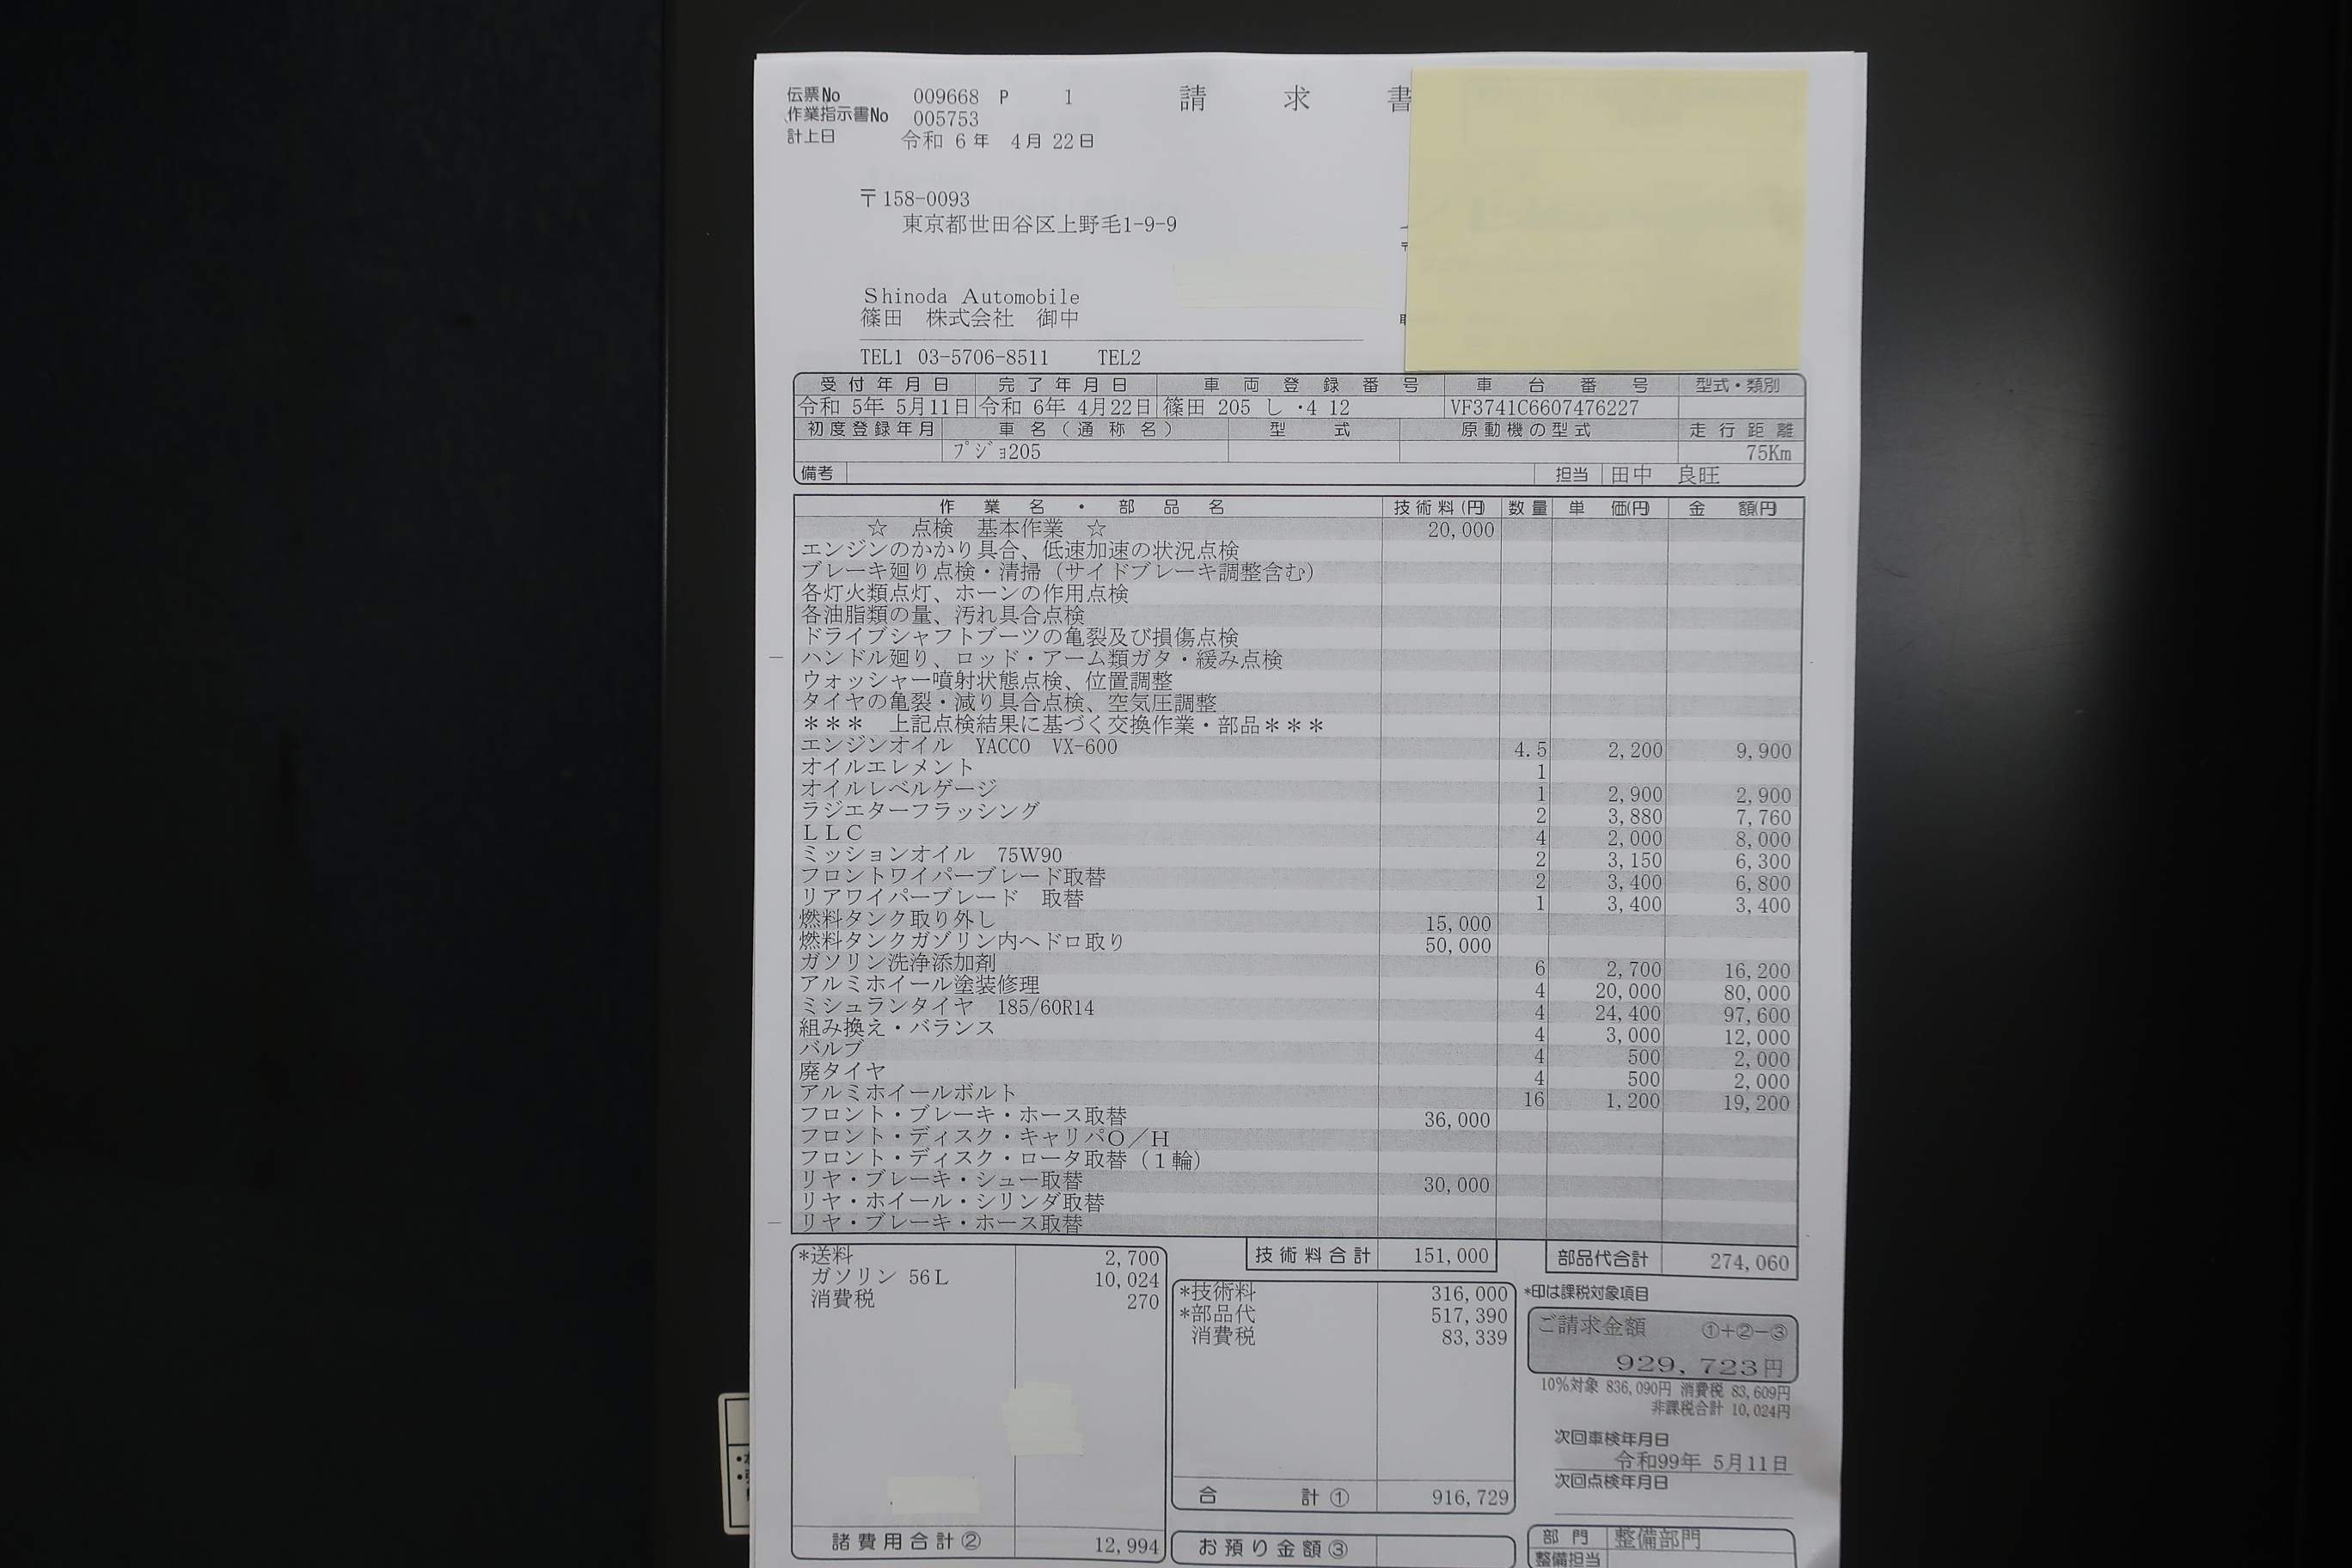 伝票No 009668 P 1 請求書
作業指示書No 005753
計上日 令和 6年 4月 22日
〒158-0093
東京都世田谷区上野毛1-9-9
〒
Shinoda Automobile
篠田 株式会社 御中
TEL1 03-5706-8511 TEL2
受付年月日 完了年月日 車両登録番号 車台番号 型式・類別
令和 5年 5月11日 令和 6年 4月22日 篠田 205 し ・4 12 VF3741C6607476227
初度登録年月 車名(通称名) 型式 原動機の型式 走行距離
プジョ205 75Km
備考 担当 田中 良旺
作業名・部品名 技術料(円) 数量 単価(円) 金額(円)
☆ 点検 基本作業 ☆ 20,000
エンジンのかかり具合、低速加速の状況点検
ブレーキ廻り点検・清掃(サイドブレーキ調整含む)
各灯火類点灯、ホーンの作用点検
各油脂類の量、汚れ具合点検
ドライブシャフトブーツの亀裂及び損傷点検
ハンドル廻り、ロッド・アーム類ガタ・緩み点検
ウォッシャー噴射状態点検、位置調整
タイヤの亀裂・減り具合点検、空気圧調整
*** 上記点検結果に基づく交換作業・部品***
エンジンオイル YACCO VX-600 4.5 2,200 9,900
オイルエレメント 1
オイルレベルゲージ 1 2,900 2,900
ラジエターフラッシング 2 3,880 7,760
LLC 4 2,000 8,000
ミッションオイル 75W90 2 3,150 6,300
フロントワイパーブレード取替 2 3,400 6,800
リアワイパーブレード 取替 1 3,400 3,400
燃料タンク取り外し 15,000
燃料タンクガソリン内ヘドロ取り 50,000
ガソリン洗浄添加剤 6 2,700 16,200
アルミホイール塗装修理 4 20,000 80,000
ミシュランタイヤ 185/60R14 4 24,400 97,600
組み換え・バランス 4 3,000 12,000
バルブ 4 500 2,000
廃タイヤ 4 500 2,000
アルミホイールボルト 16 1,200 19,200
フロント・ブレーキ・ホース取替 36,000
フロント・ディスク・キャリパO/H
フロント・ディスク・ロータ取替(1輪)
リヤ・ブレーキ・シュー取替 30,000
リヤ・ホイール・シリンダ取替
リヤ・ブレーキ・ホース取替
技術料合計 151,000 部品代合計 274,060
*送料 2,700
ガソリン 56L 10,024
消費税 270
*技術料 316,000
*部品代 517,390
消費税 83,339
合計① 916,729
*印は課税対象項目
ご請求金額 ①+②-③
929,723円
10%対象 836,090円 消費税 83,609円
非課税合計 10,024円
次回車検年月日
令和99年 5月11日
次回点検年月日
諸費用合計② 12,994
お預り金額③
部門 整備部門
整備担当